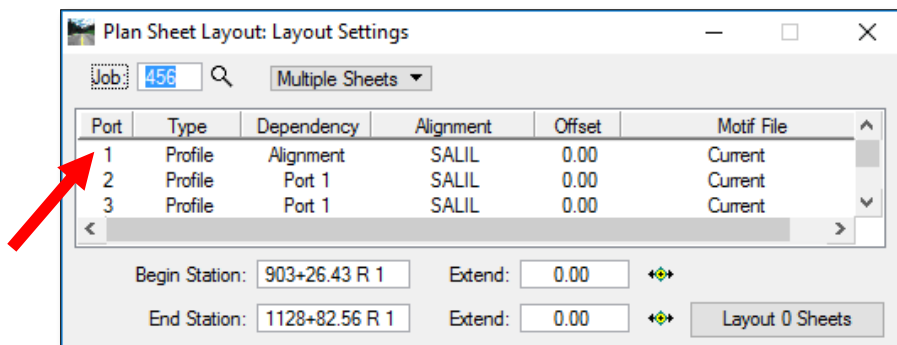 Plan Sheet Layout: Layout Settings
Job: 456 Multiple Sheets
Port Type Dependency Alignment Offset Motif File
1 Profile Alignment SALIL 0.00 Current
2 Profile Port 1 SALIL 0.00 Current
3 Profile Port 1 SALIL 0.00 Current
Begin Station: 903+26.43 R 1 Extend: 0.00
End Station: 1128+82.56 R 1 Extend: 0.00 Layout 0 Sheets